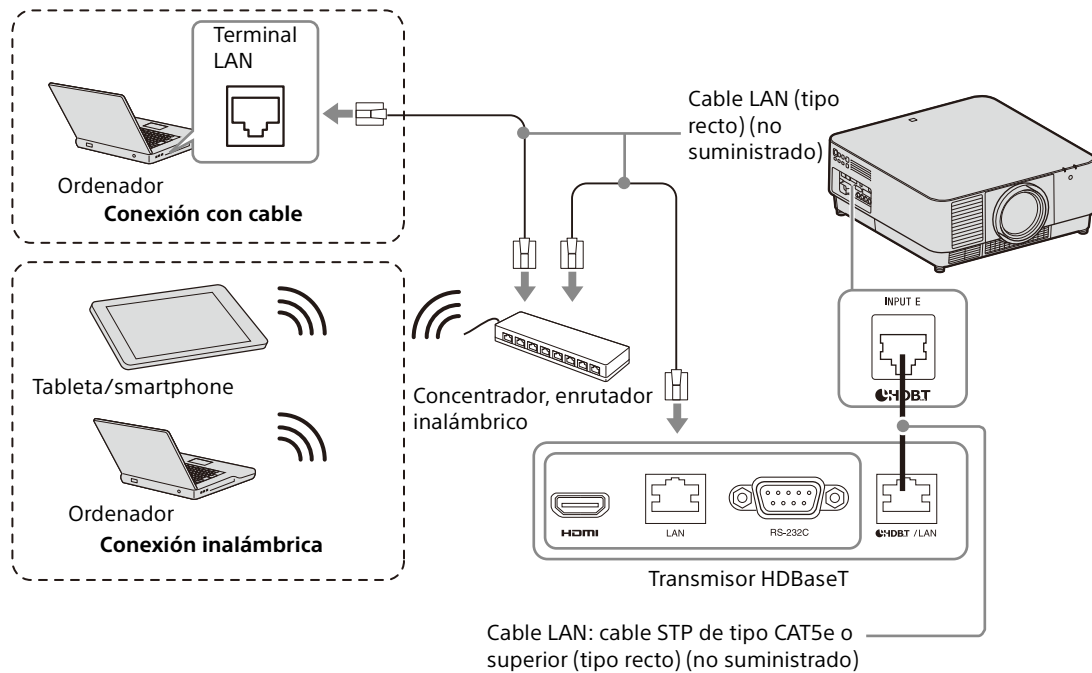 Terminal
LAN
Ordenador
Conexión con cable
Cable LAN (tipo
recto) (no
suministrado)
INPUT E
HDBT
Tableta/smartphone
Concentrador, enrutador
inalámbrico
Ordenador
Conexión inalámbrica
HDMI
LAN
RS-232C
HDBT / LAN
Transmisor HDBaseT
Cable LAN: cable STP de tipo CAT5e o
superior (tipo recto) (no suministrado)